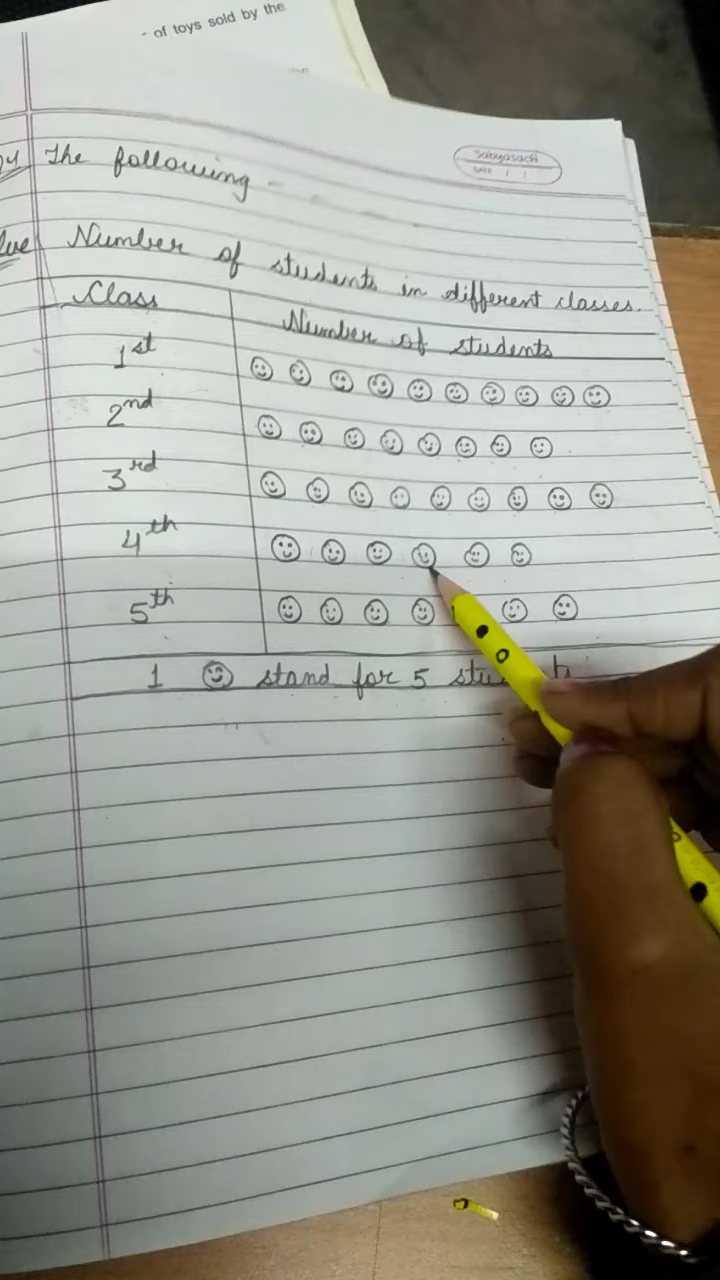 - of toys sold by the
The following -
Sabyasachi
DATE / /
Number of students in different classes.
Class Number of students
1st
2nd
3rd
4th
5th
1 stand for 5